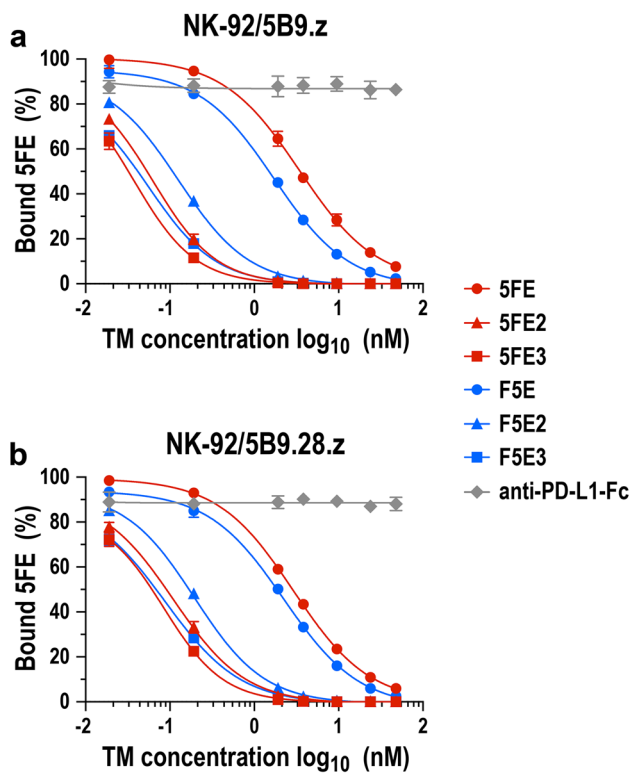 a
NK-92/5B9.z
100
80
60
40
20
0
Bound 5FE (%)
-2 -1 0 1 2
TM concentration log10 (nM)
5FE
5FE2
5FE3
F5E
F5E2
F5E3
anti-PD-L1-Fc
b
NK-92/5B9.28.z
100
80
60
40
20
0
Bound 5FE (%)
-2 -1 0 1 2
TM concentration log10 (nM)